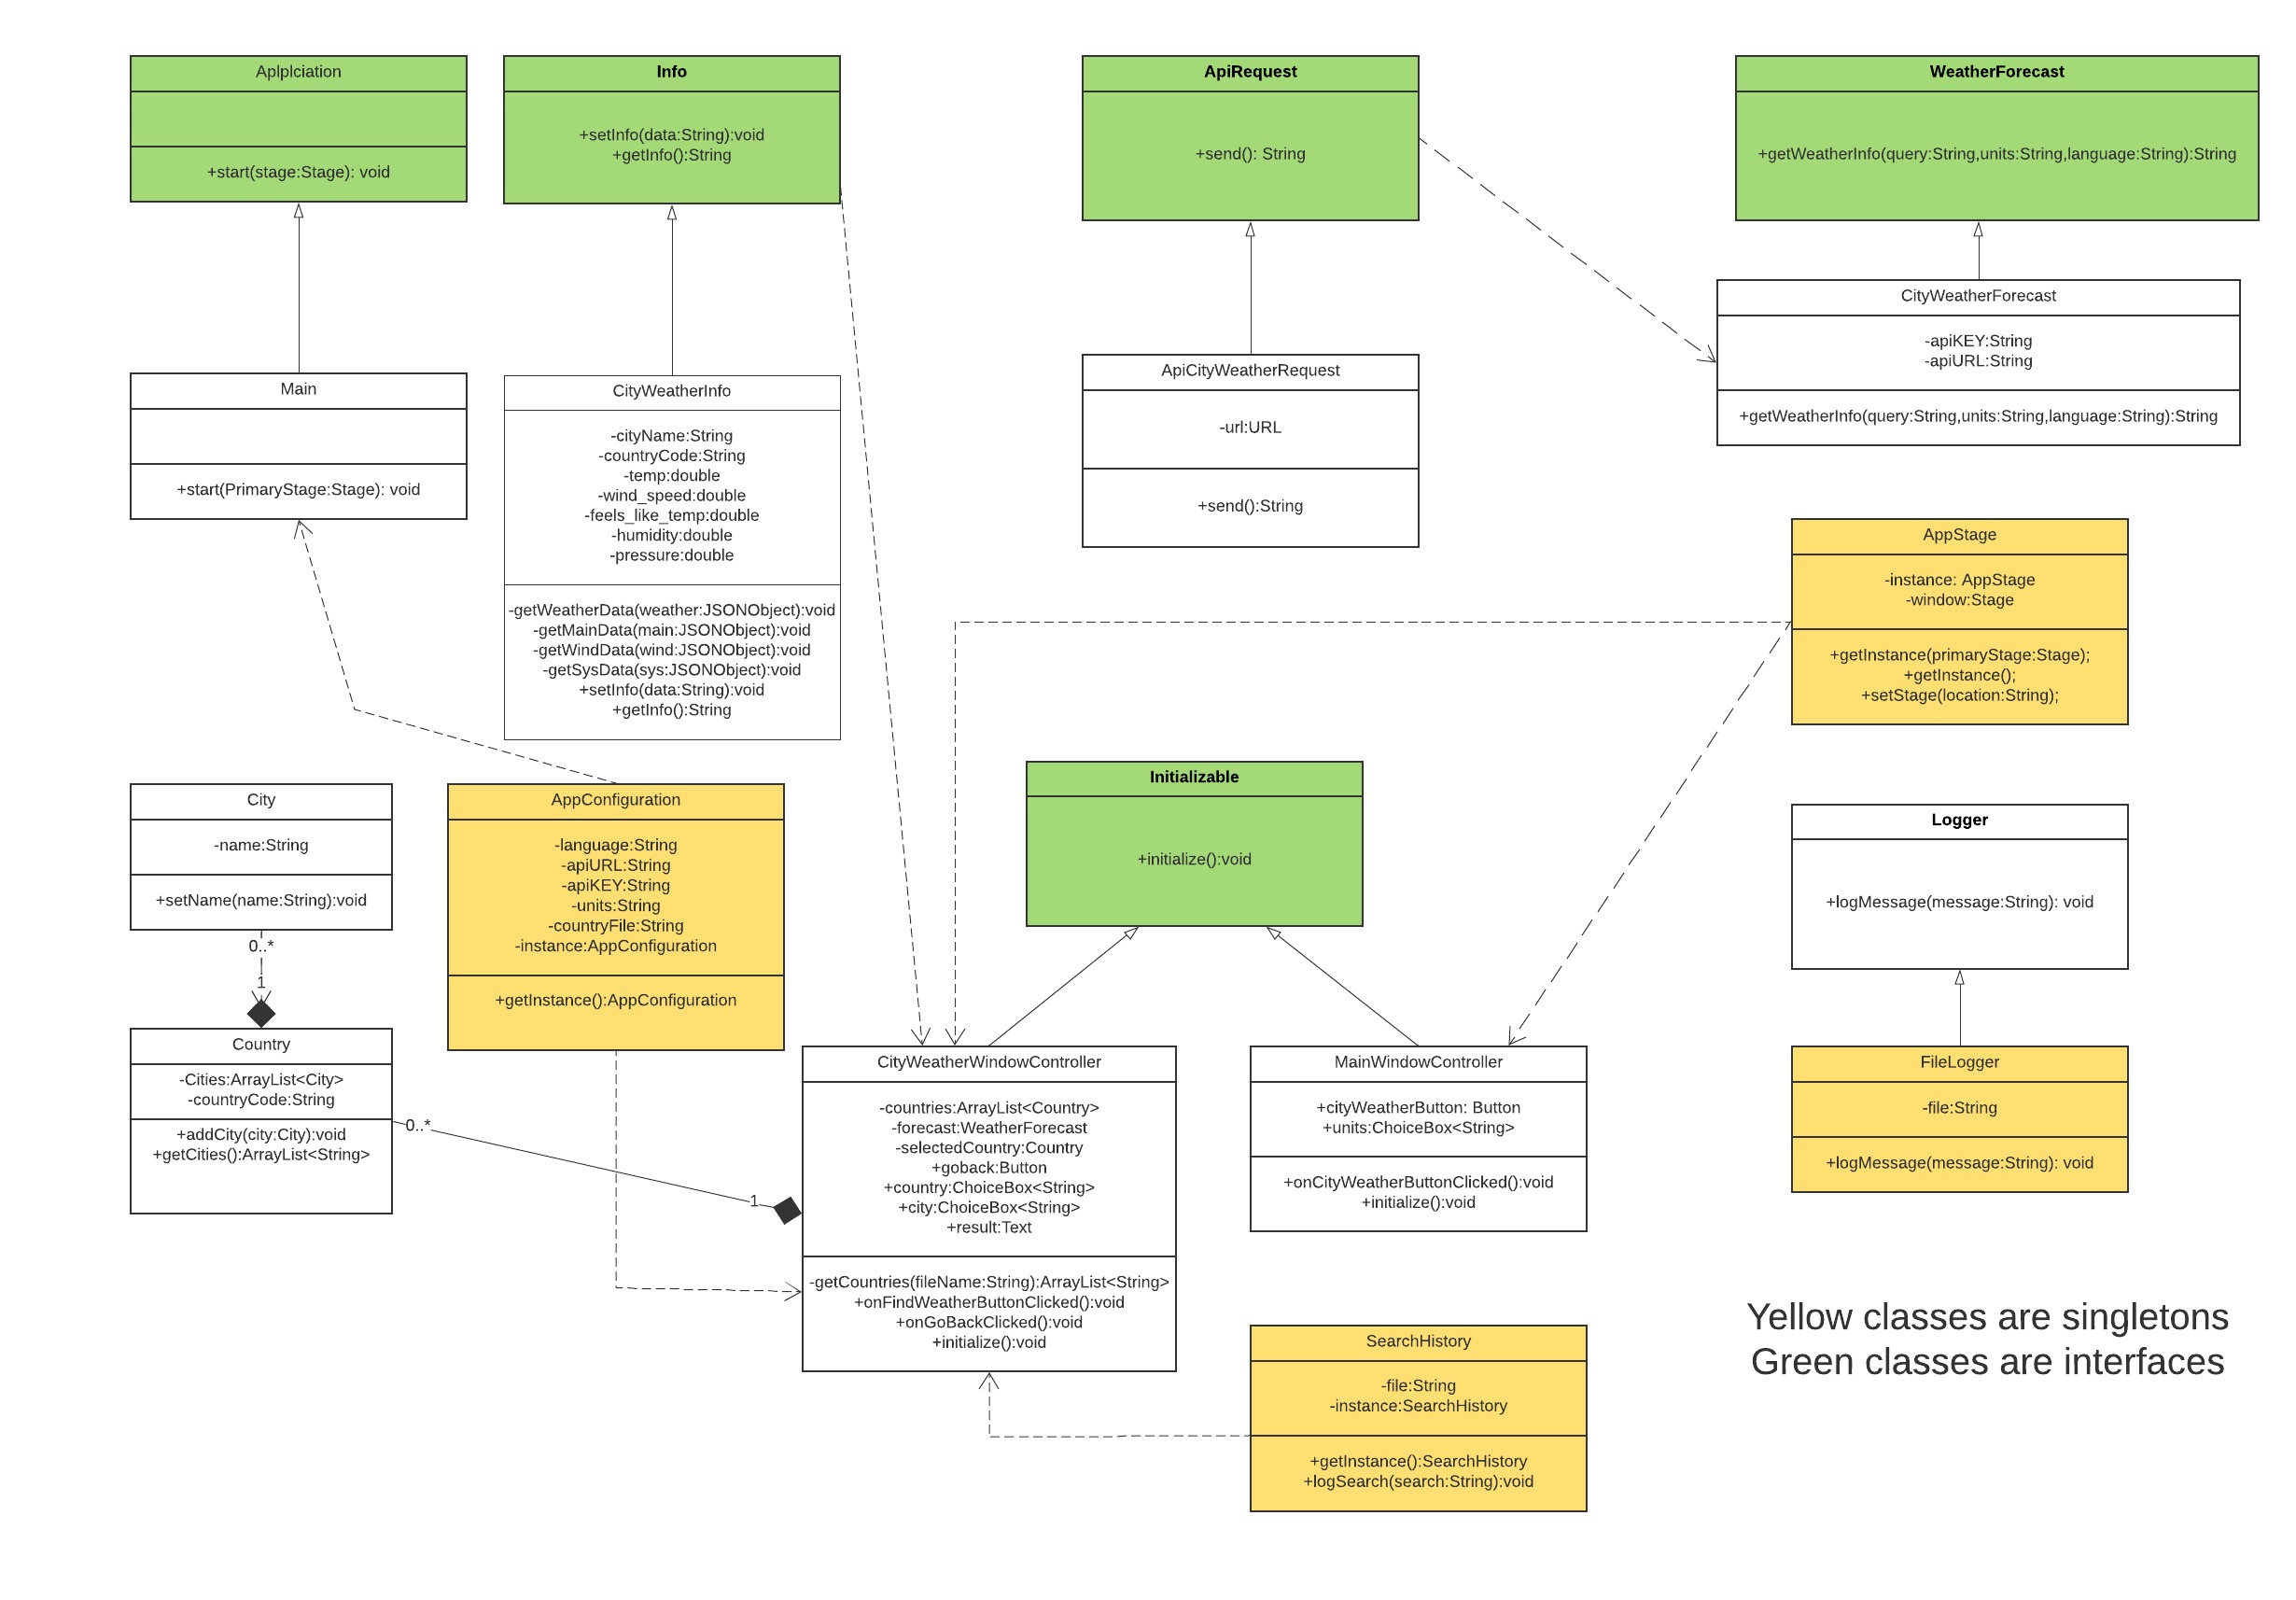 Aplplciation
+start(stage:Stage): void
Info
+setInfo(data:String):void
+getInfo():String
ApiRequest
+send(): String
WeatherForecast
+getWeatherInfo(query:String,units:String,language:String):String
Main
+start(PrimaryStage:Stage): void
CityWeatherInfo
-cityName:String
-countryCode:String
-temp:double
-wind_speed:double
-feels_like_temp:double
-humidity:double
-pressure:double
-getWeatherData(weather:JSONObject):void
-getMainData(main:JSONObject):void
-getWindData(wind:JSONObject):void
-getSysData(sys:JSONObject):void
+setInfo(data:String):void
+getInfo():String
ApiCityWeatherRequest
-url:URL
+send():String
CityWeatherForecast
-apiKEY:String
-apiURL:String
+getWeatherInfo(query:String,units:String,language:String):String
AppStage
-instance: AppStage
-window:Stage
+getInstance(primaryStage:Stage);
+getInstance();
+setStage(location:String);
City
-name:String
+setName(name:String):void
0..*
1
AppConfiguration
-language:String
-apiURL:String
-apiKEY:String
-units:String
-countryFile:String
-instance:AppConfiguration
+getInstance():AppConfiguration
Initializable
+initialize():void
Logger
+logMessage(message:String): void
Country
-Cities:ArrayList<City>
-countryCode:String
+addCity(city:City):void
+getCities():ArrayList<String>
0..*
1
CityWeatherWindowController
-countries:ArrayList<Country>
-forecast:WeatherForecast
-selectedCountry:Country
+goback:Button
+country:ChoiceBox<String>
+city:ChoiceBox<String>
+result:Text
-getCountries(fileName:String):ArrayList<String>
+onFindWeatherButtonClicked():void
+onGoBackClicked():void
+initialize():void
MainWindowController
+cityWeatherButton: Button
+units:ChoiceBox<String>
+onCityWeatherButtonClicked():void
+initialize():void
FileLogger
-file:String
+logMessage(message:String): void
SearchHistory
-file:String
-instance:SearchHistory
+getInstance():SearchHistory
+logSearch(search:String):void
Yellow classes are singletons
Green classes are interfaces